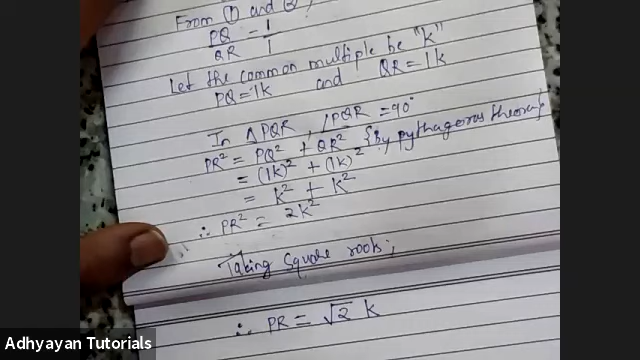 From ① and ②,
PQ/QR = 1/1
Let the common multiple be "k"
PQ = 1k and QR = 1k
In △PQR, ∠PQR = 90°
PR² = PQ² + QR² {By pythagoras theorem}
= (1k)² + (1k)²
= k² + k²
∴ PR² = 2k²
Taking Square roots,
∴ PR = √2 k
Adhyayan Tutorials